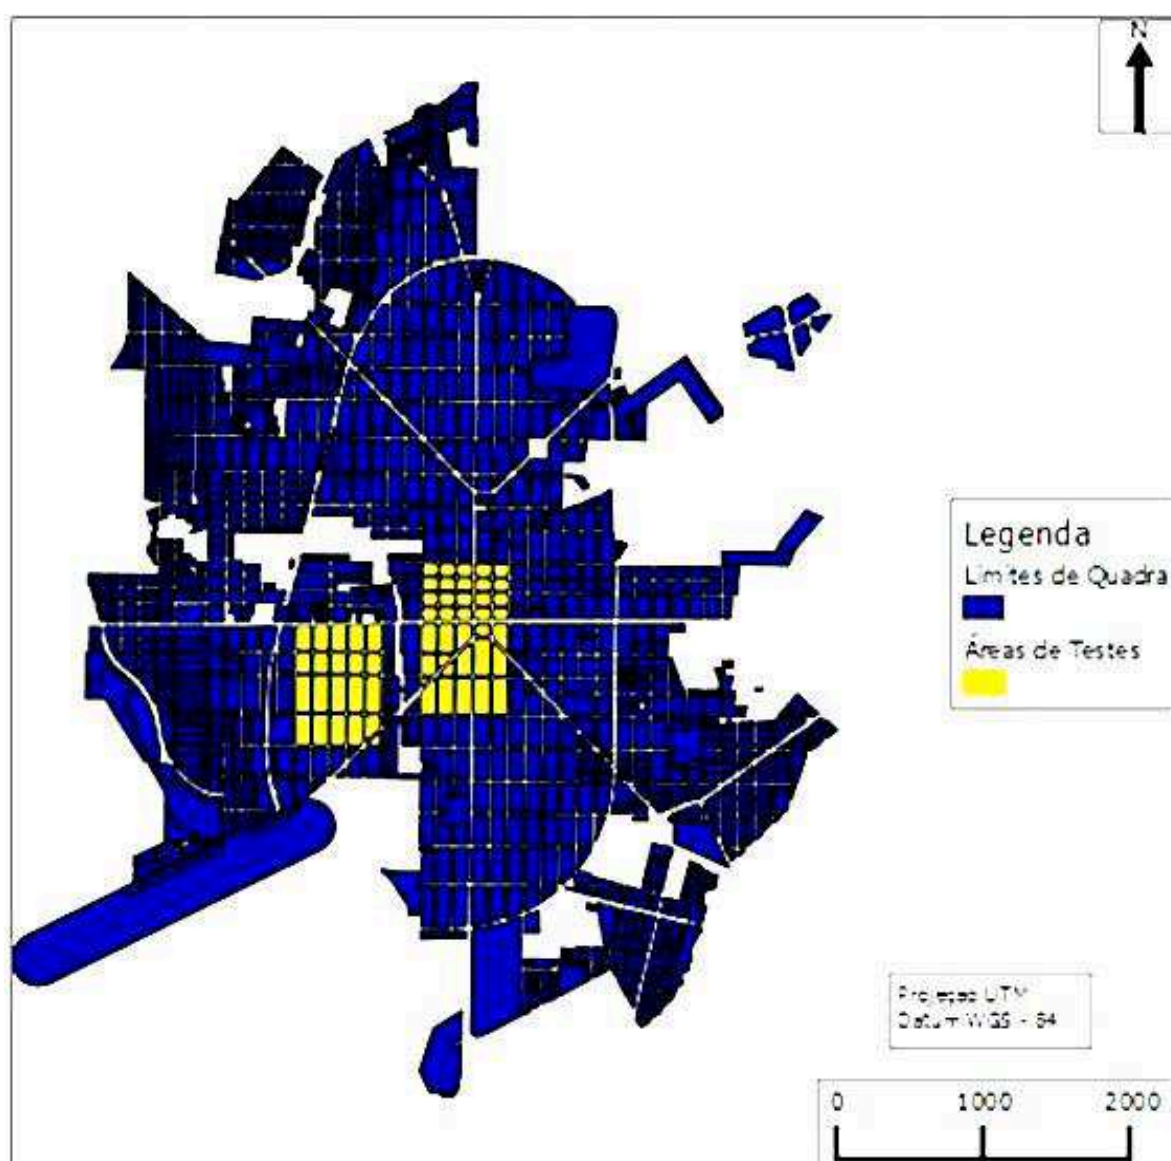 N
Legenda
Limites de Quadra
Áreas de Testes
Projeção UTM
Datum WGS - 84
0 1000 2000